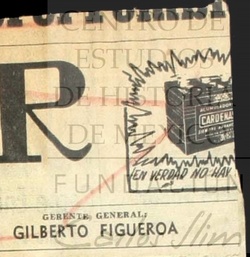 CENTRO DE
ESTUDIOS
DE HISTORIA
DE MÉXICO
R
ACUMULADOR
CARDENAS
¡EN VERDAD NO HAY
FUNDACIÓN
GERENTE GENERAL:
GILBERTO FIGUEROA
Carlos Slim